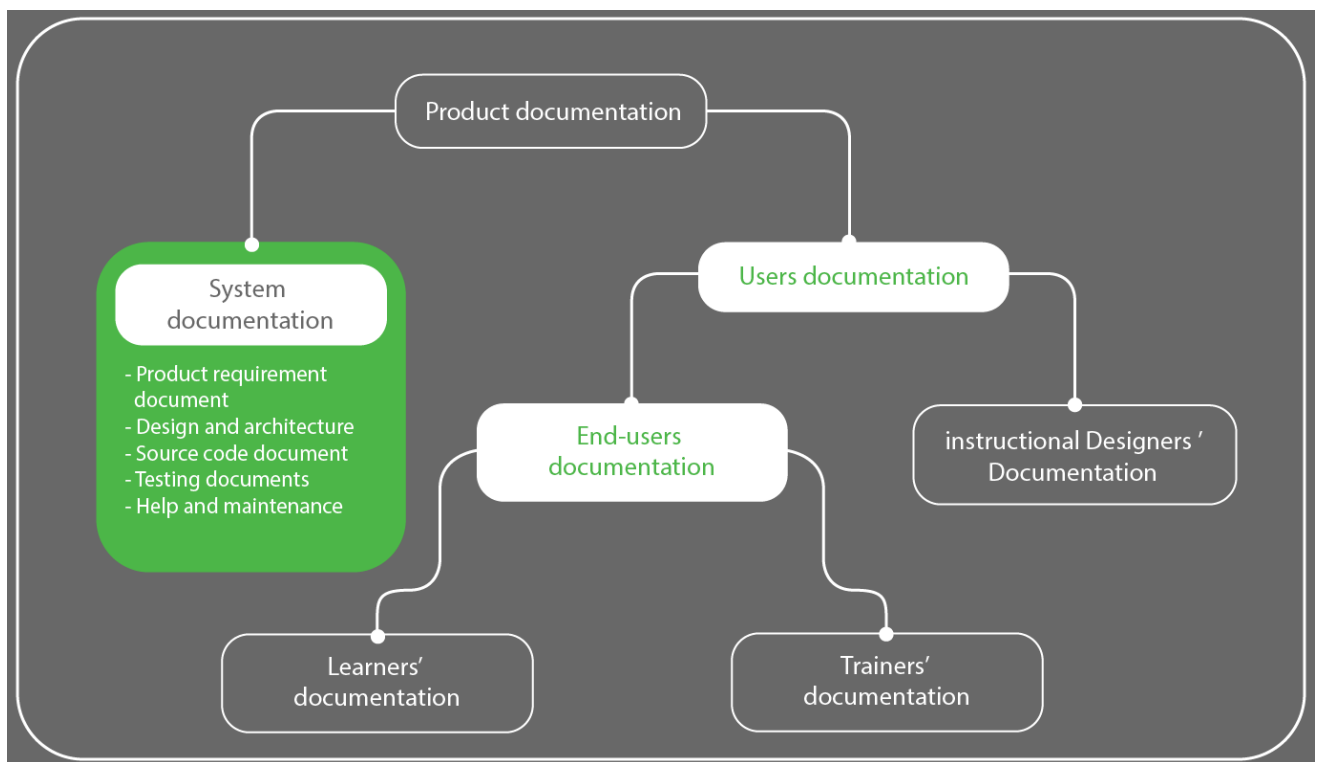 Product documentation
System
documentation
- Product requirement
document
- Design and architecture
- Source code document
- Testing documents
- Help and maintenance
Users documentation
End-users
documentation
instructional Designers ’
Documentation
Learners’
documentation
Trainers’
documentation